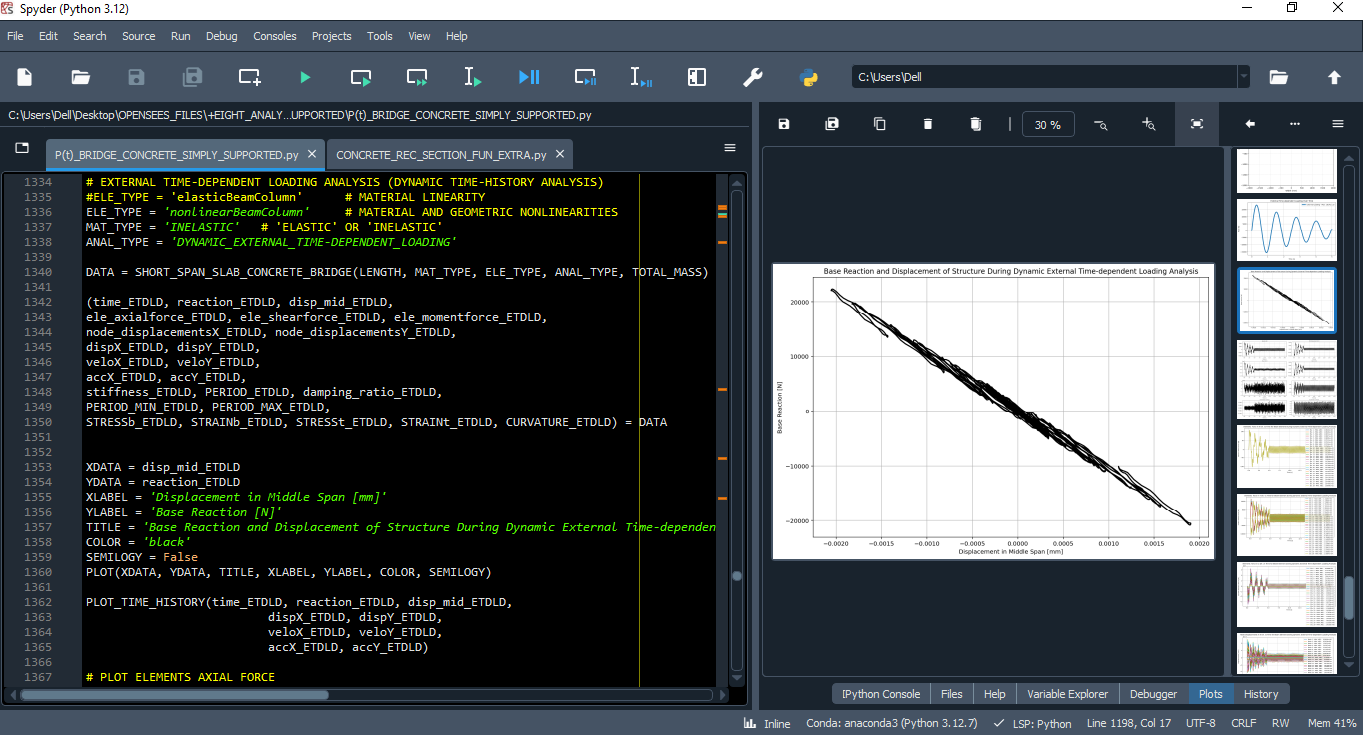 Spyder (Python 3.12)
File Edit Search Source Run Debug Consoles Projects Tools View Help
C:\Users\Dell
C:\Users\Dell\Desktop\OPENSEES_FILES\+EIGHT_ANALY...UPPORTED\P(t)_BRIDGE_CONCRETE_SIMPLY_SUPPORTED.py
P(t)_BRIDGE_CONCRETE_SIMPLY_SUPPORTED.py CONCRETE_REC_SECTION_FUN_EXTRA.py
30 %
1334 # EXTERNAL TIME-DEPENDENT LOADING ANALYSIS (DYNAMIC TIME-HISTORY ANALYSIS)
1335 #ELE_TYPE = 'elasticBeamColumn' # MATERIAL LINEARITY
1336 ELE_TYPE = 'nonlinearBeamColumn' # MATERIAL AND GEOMETRIC NONLINEARITIES
1337 MAT_TYPE = 'INELASTIC' # 'ELASTIC' OR 'INELASTIC'
1338 ANAL_TYPE = 'DYNAMIC_EXTERNAL_TIME-DEPENDENT_LOADING'
1339
1340 DATA = SHORT_SPAN_SLAB_CONCRETE_BRIDGE(LENGTH, MAT_TYPE, ELE_TYPE, ANAL_TYPE, TOTAL_MASS)
1341
1342 (time_ETDLD, reaction_ETDLD, disp_mid_ETDLD,
1343 ele_axialforce_ETDLD, ele_shearforce_ETDLD, ele_momentforce_ETDLD,
1344 node_displacementsX_ETDLD, node_displacementsY_ETDLD,
1345 dispX_ETDLD, dispY_ETDLD,
1346 veloX_ETDLD, veloY_ETDLD,
1347 accX_ETDLD, accY_ETDLD,
1348 stiffness_ETDLD, PERIOD_ETDLD, damping_ratio_ETDLD,
1349 PERIOD_MIN_ETDLD, PERIOD_MAX_ETDLD,
1350 STRESSb_ETDLD, STRAINb_ETDLD, STRESSt_ETDLD, STRAINt_ETDLD, CURVATURE_ETDLD) = DATA
1351
1352
1353 XDATA = disp_mid_ETDLD
1354 YDATA = reaction_ETDLD
1355 XLABEL = 'Displacement in Middle Span [mm]'
1356 YLABEL = 'Base Reaction [N]'
1357 TITLE = 'Base Reaction and Displacement of Structure During Dynamic External Time-dependen
1358 COLOR = 'black'
1359 SEMILOGY = False
1360 PLOT(XDATA, YDATA, TITLE, XLABEL, YLABEL, COLOR, SEMILOGY)
1361
1362 PLOT_TIME_HISTORY(time_ETDLD, reaction_ETDLD, disp_mid_ETDLD,
1363 dispX_ETDLD, dispY_ETDLD,
1364 veloX_ETDLD, veloY_ETDLD,
1365 accX_ETDLD, accY_ETDLD)
1366
1367 # PLOT ELEMENTS AXIAL FORCE
Base Reaction and Displacement of Structure During Dynamic External Time-dependent Loading Analysis
20000
10000
0
−10000
−20000
Base Reaction [N]
−0.0020 −0.0015 −0.0010 −0.0005 0.0000 0.0005 0.0010 0.0015 0.0020
Displacement in Middle Span [mm]
IPython Console Files Help Variable Explorer Debugger Plots History
Inline Conda: anaconda3 (Python 3.12.7) LSP: Python Line 1198, Col 17 UTF-8 CRLF RW Mem 41%